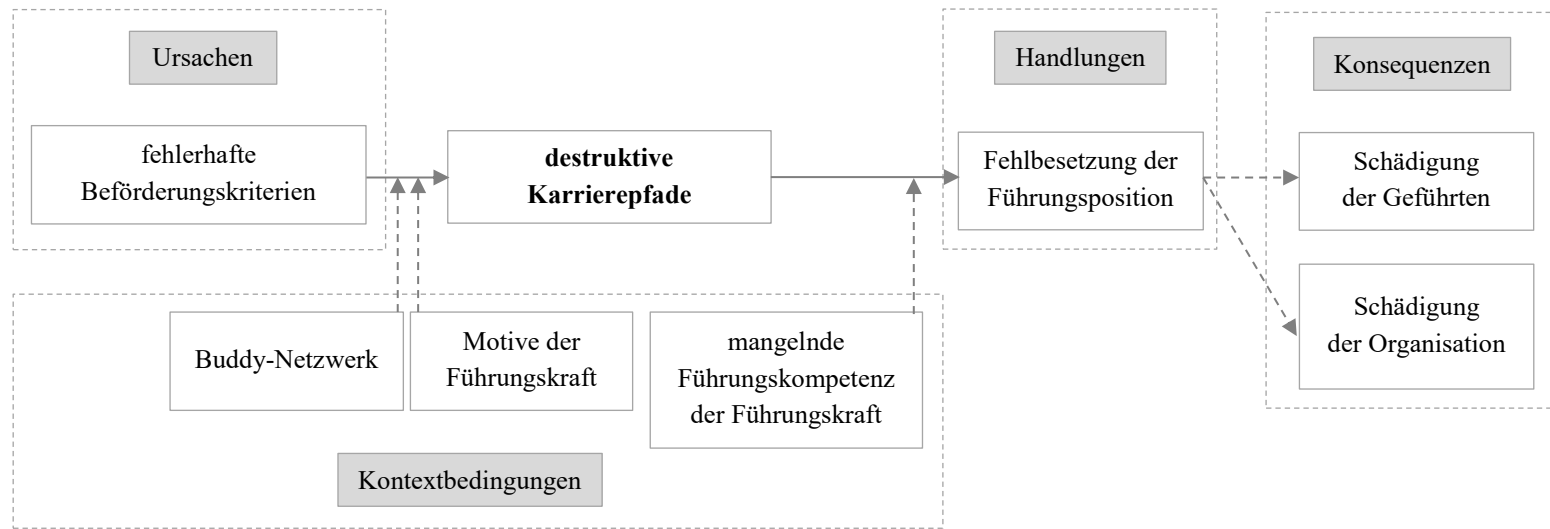 Ursachen
fehlerhafte
Beförderungskriterien
destruktive
Karrierepfade
Handlungen
Fehlbesetzung der
Führungsposition
Konsequenzen
Schädigung
der Geführten
Schädigung
der Organisation
Buddy-Netzwerk
Motive der
Führungskraft
mangelnde
Führungskompetenz
der Führungskraft
Kontextbedingungen